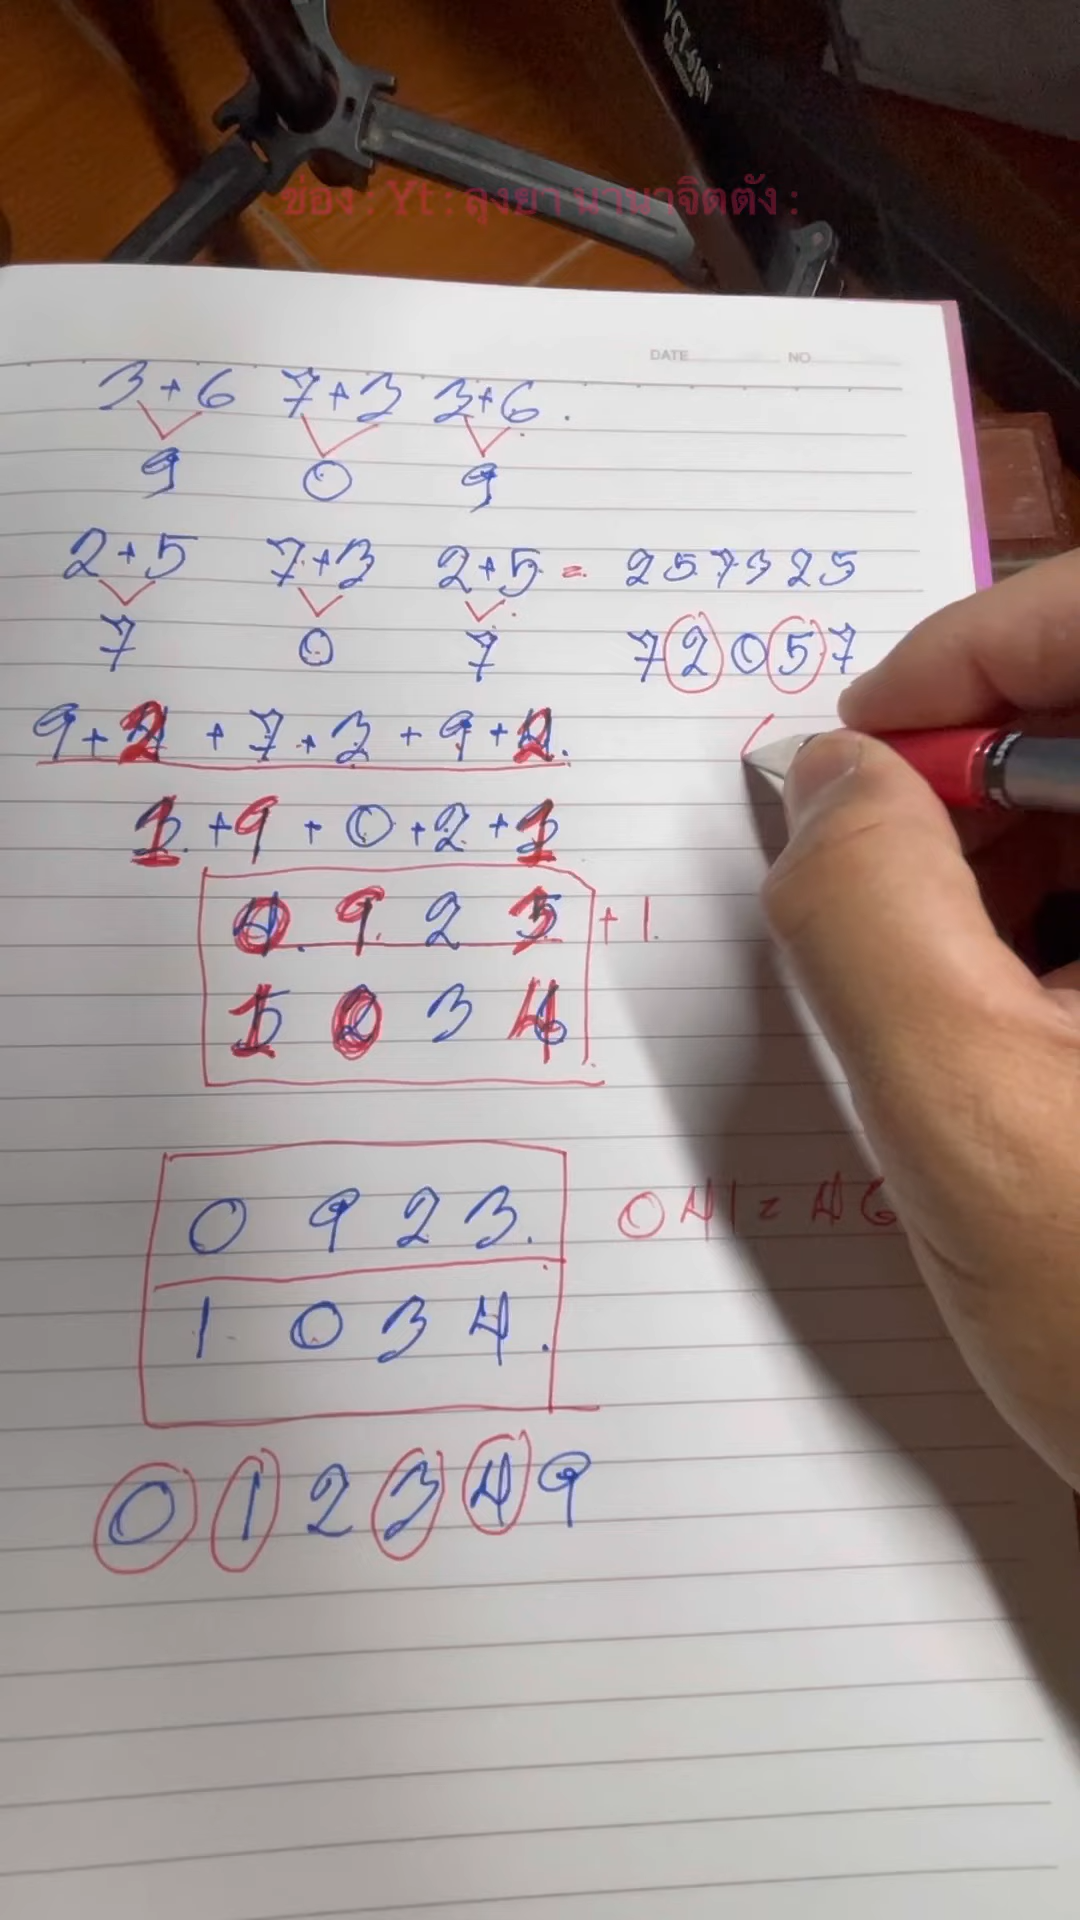 ช่อง : Yt : ลุงยา นานาจิตตัง :
DATE NO
3+6 7+3 3+6 .
9 0 9
2+5 7+3 2+5 = 257325
7 0 7 72057
9+2 +7+3 +9+2.
1 +9 + 0 +2 +1
0. 9. 2 3 +1.
1 0 3 4
0 9 2 3. 041=46
1 0 3 4.
0 1 2 3 4 9